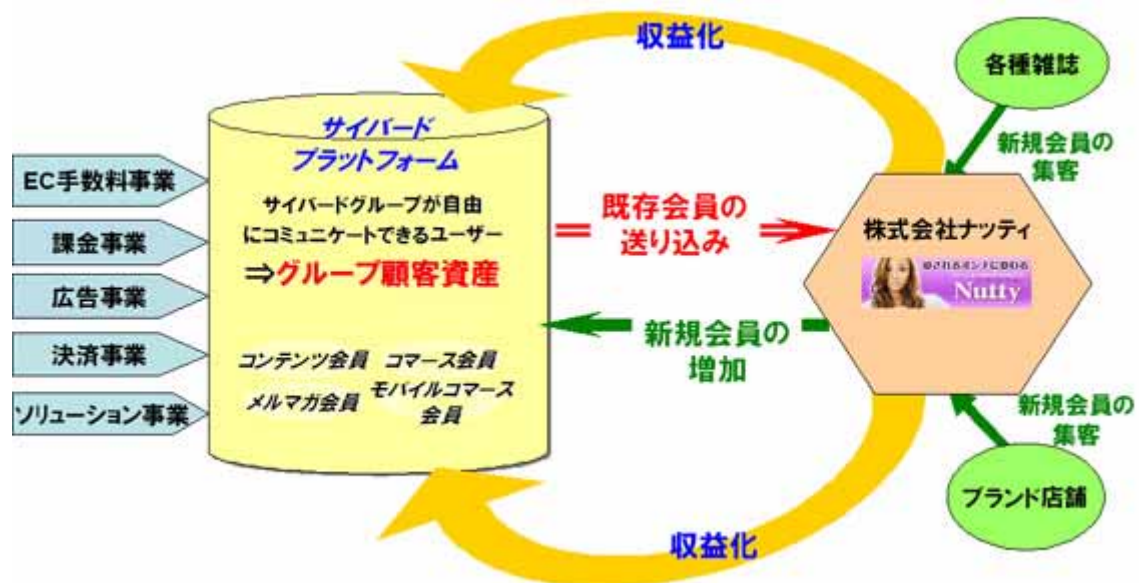 収益化
各種雑誌
新規会員の
集客
サイバード
プラットフォーム
サイバードグループが自由
にコミュニケートできるユーザー
⇒グループ顧客資産
コンテンツ会員 コマース会員
メルマガ会員 モバイルコマース
会員
EC手数料事業
課金事業
広告事業
決済事業
ソリューション事業
既存会員の
送り込み
新規会員の
増加
株式会社ナッティ
Nutty
新規会員の
集客
ブランド店舗
収益化